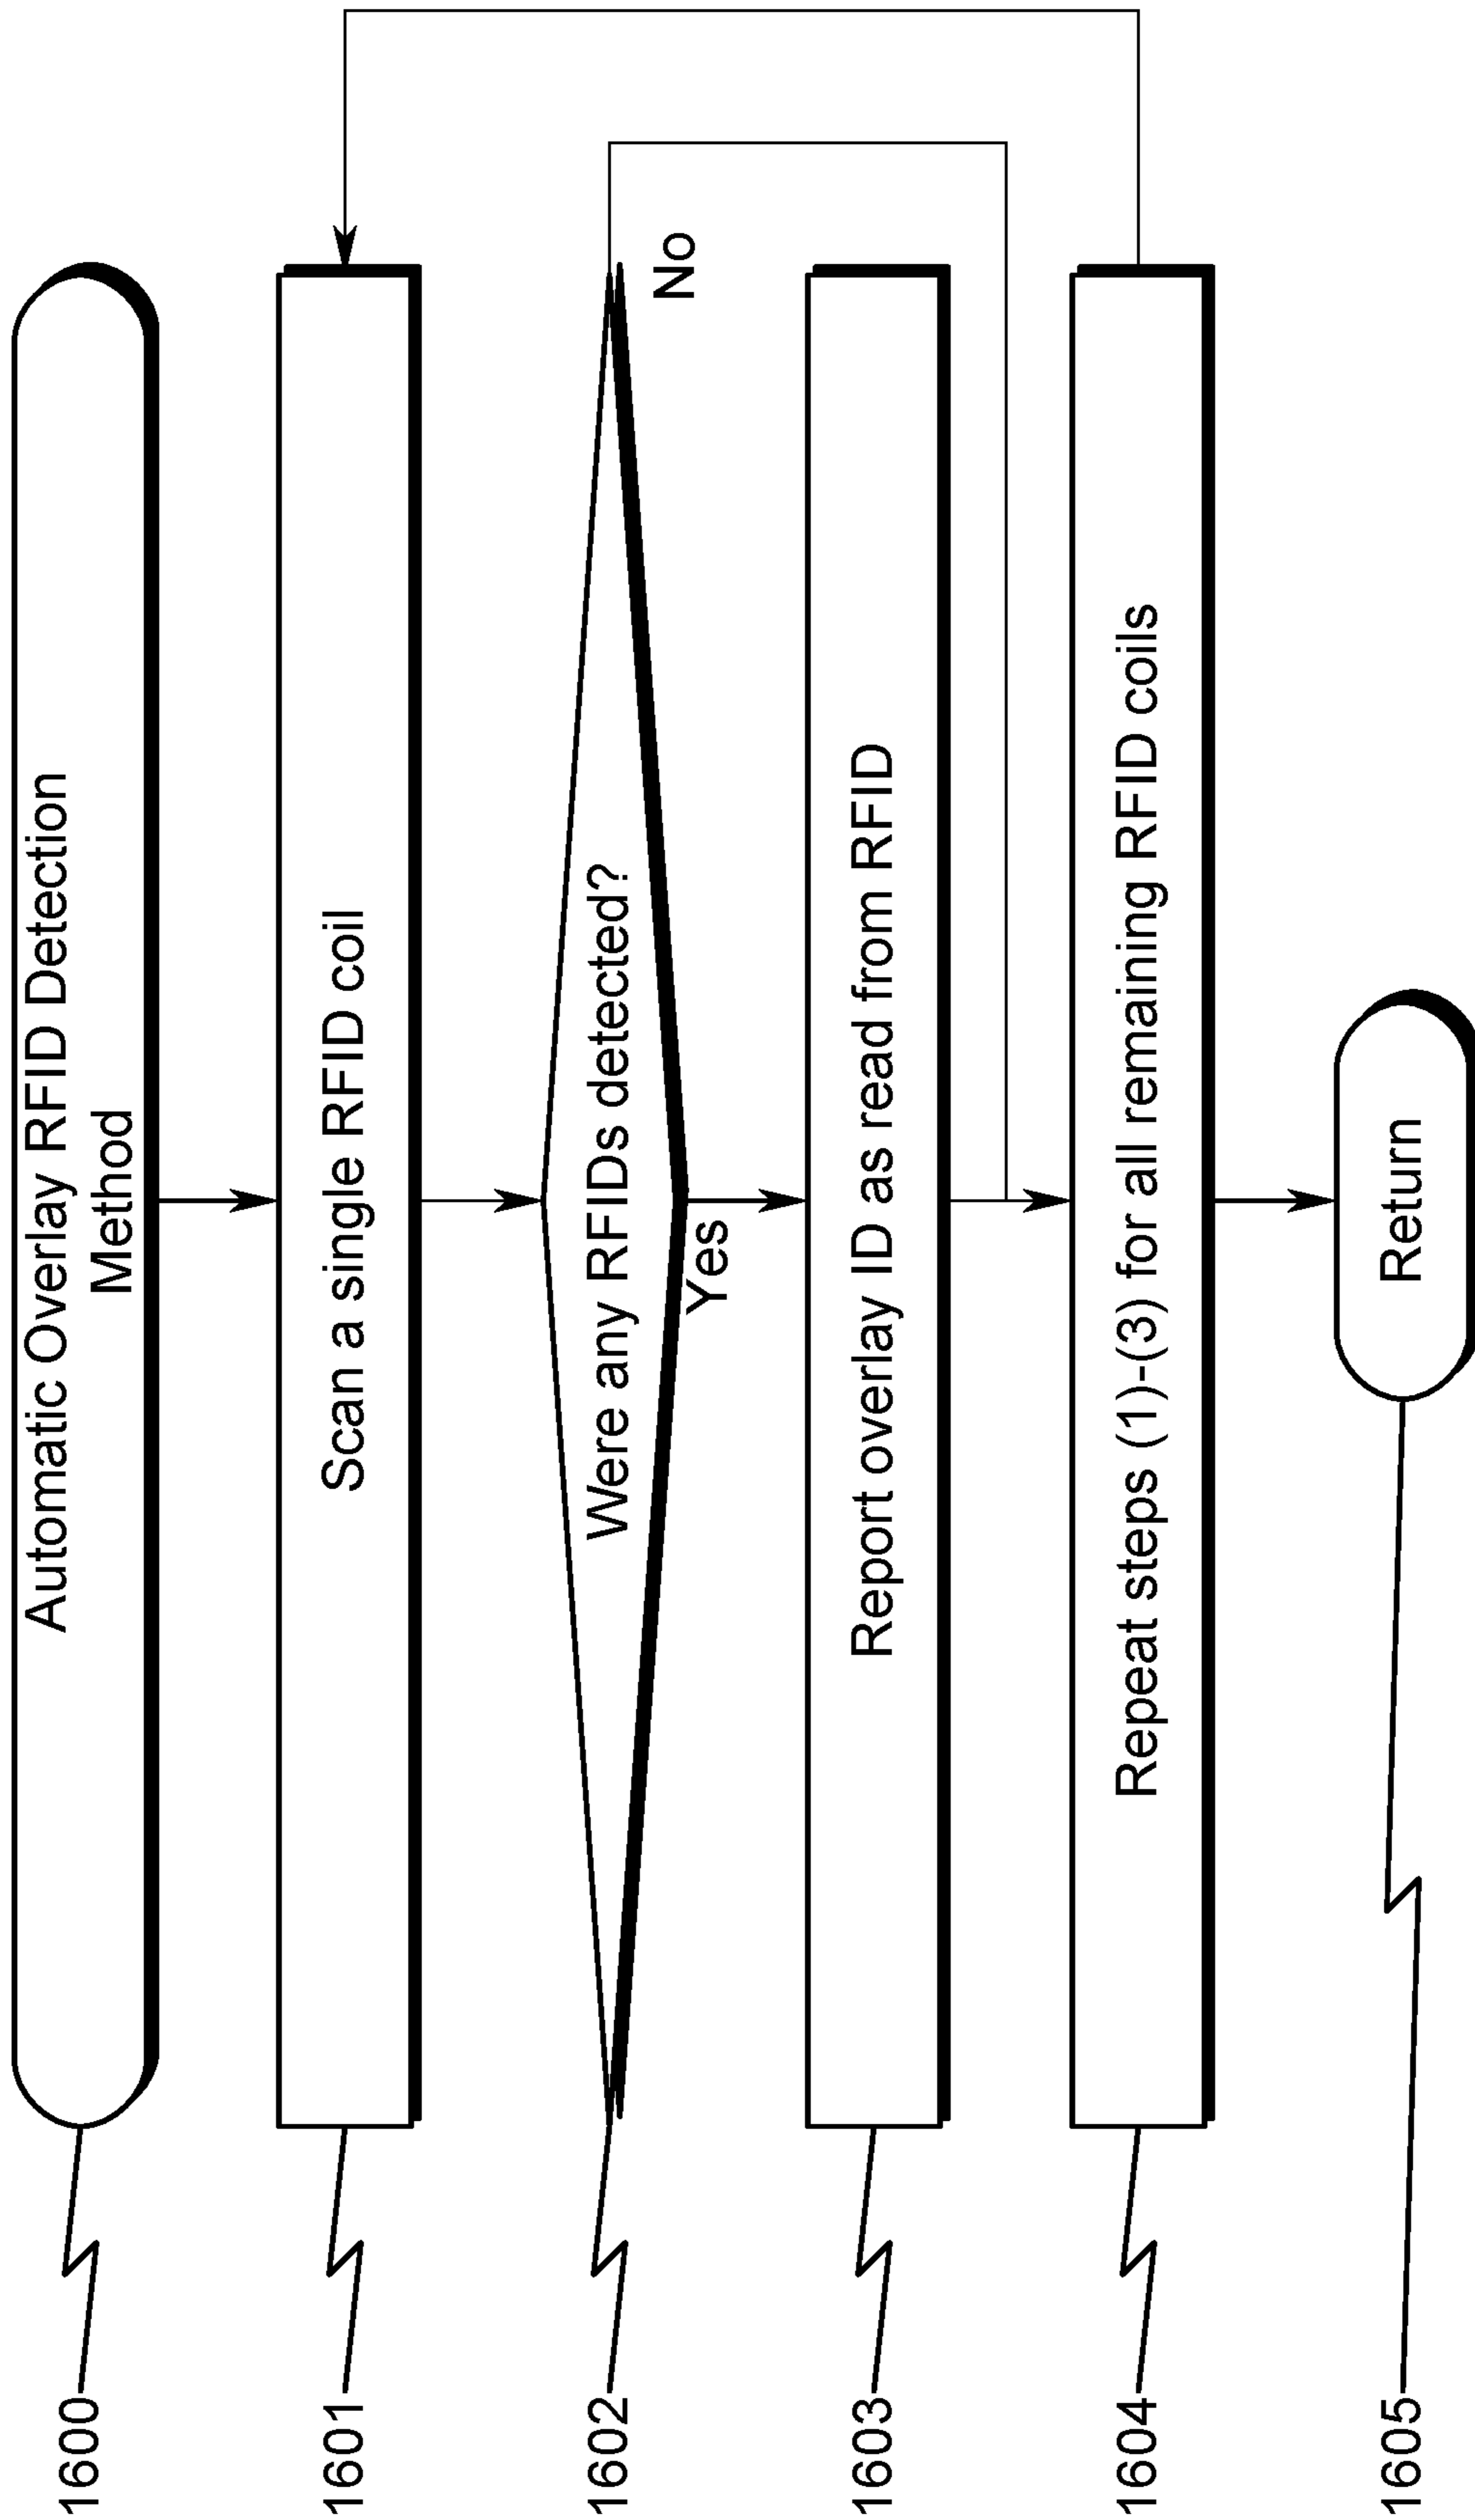 1600
Automatic Overlay RFID Detection
Method
1601
Scan a single RFID coil
1602
Were any RFIDs detected?
No
Yes
1603
Report overlay ID as read from RFID
1604
Repeat steps (1)-(3) for all remaining RFID coils
1605
Return